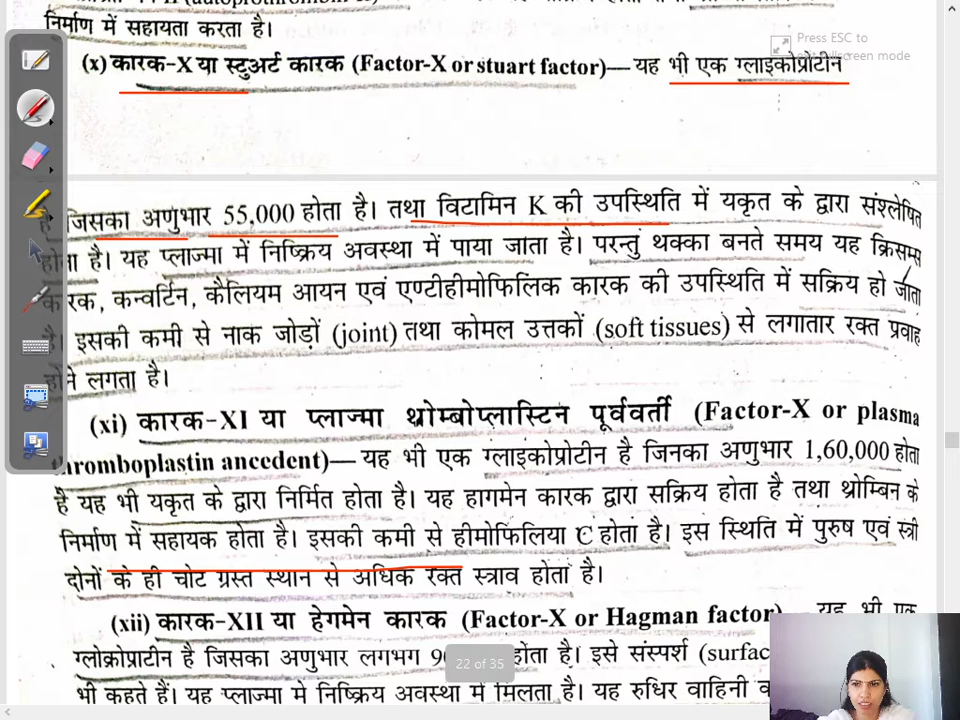 निर्माण में सहायता करता है।
(x) कारक-X या स्टुअर्ट कारक (Factor-X or stuart factor)— यह भी एक ग्लाइकोप्रोटीन
Press ESC to
mode
है जिसका अणुभार 55,000 होता है। तथा विटामिन K की उपस्थिति में यकृत के द्वारा संश्लेषित
होता है। यह प्लाज्मा में निष्क्रिय अवस्था में पाया जाता है। परन्तु थक्का बनते समय यह क्रिसमस
कारक, कन्वर्टिन, कैलियम आयन एवं एण्टीहीमोफिलिक कारक की उपस्थिति में सक्रिय हो जाता
है। इसकी कमी से नाक जोड़ों (joint) तथा कोमल उत्तकों (soft tissues) से लगातार रक्त प्रवाह
होने लगता है।
(xi) कारक-XI या प्लाज्मा थ्रोम्बोप्लास्टिन पूर्ववर्ती (Factor-X or plasma
thromboplastin ancedent)— यह भी एक ग्लाइकोप्रोटीन है जिनका अणुभार 1,60,000 होता
है यह भी यकृत के द्वारा निर्मित होता है। यह हागमेन कारक द्वारा सक्रिय होता है तथा थ्रोम्बिन के
निर्माण में सहायक होता है। इसकी कमी से हीमोफिलिया C होता है। इस स्थिति में पुरुष एवं स्त्री
दोनों के ही चोट ग्रस्त स्थान से अधिक रक्त स्त्राव होता है।
(xii) कारक-XII या हेगमेन कारक (Factor-X or Hagman factor)— यह भी एक
ग्लोक्रोप्राटीन है जिसका अणुभार लगभग होता है। इसे संस्पर्श
22 of 35
भी कहते हैं। यह प्लाज्मा मे निष्क्रिय अवस्था में मिलता है। यह रुधिर वाहिनी